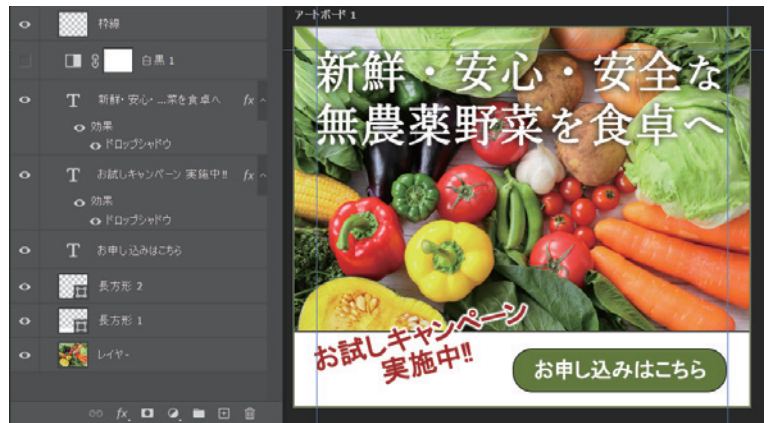 枠線
白黒 1
新鮮・安心・...菜を食卓へ
fx
効果
ドロップシャドウ
お試しキャンペーン 実施中!!
fx
効果
ドロップシャドウ
お申し込みはこちら
長方形 2
長方形 1
レイヤー
fx
アートボード 1
新鮮・安心・安全な
無農薬野菜を食卓へ
お試しキャンペーン
実施中!!
お申し込みはこちら